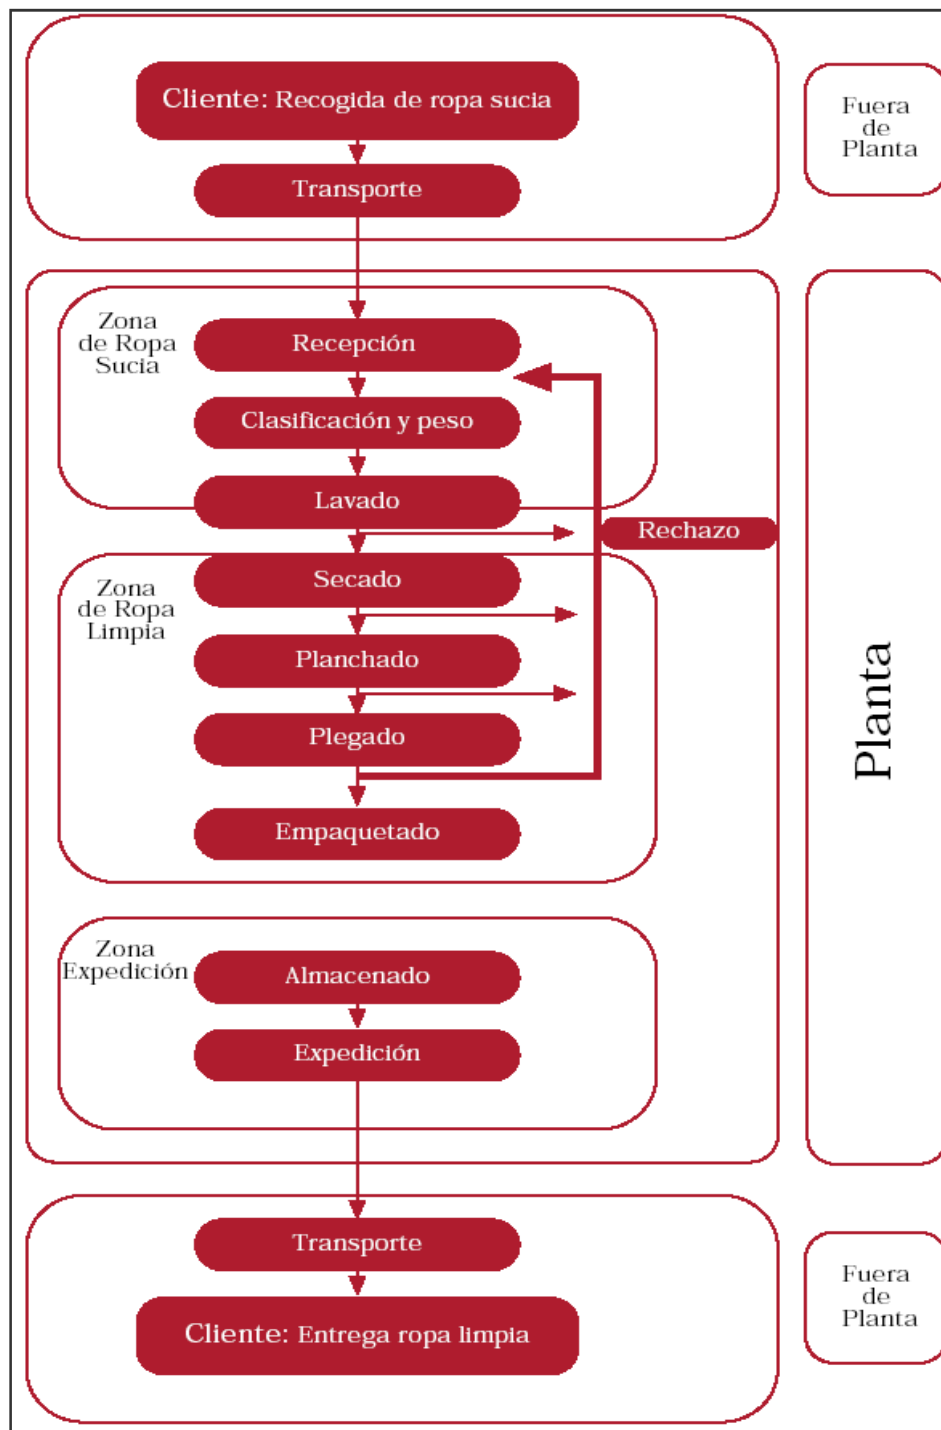 Cliente: Recogida de ropa sucia
Transporte
Fuera
de
Planta
Zona
de Ropa
Sucia
Recepción
Clasificación y peso
Lavado
Rechazo
Zona
de Ropa
Limpia
Secado
Planchado
Plegado
Empaquetado
Planta
Zona
Expedición
Almacenado
Expedición
Transporte
Cliente: Entrega ropa limpia
Fuera
de
Planta